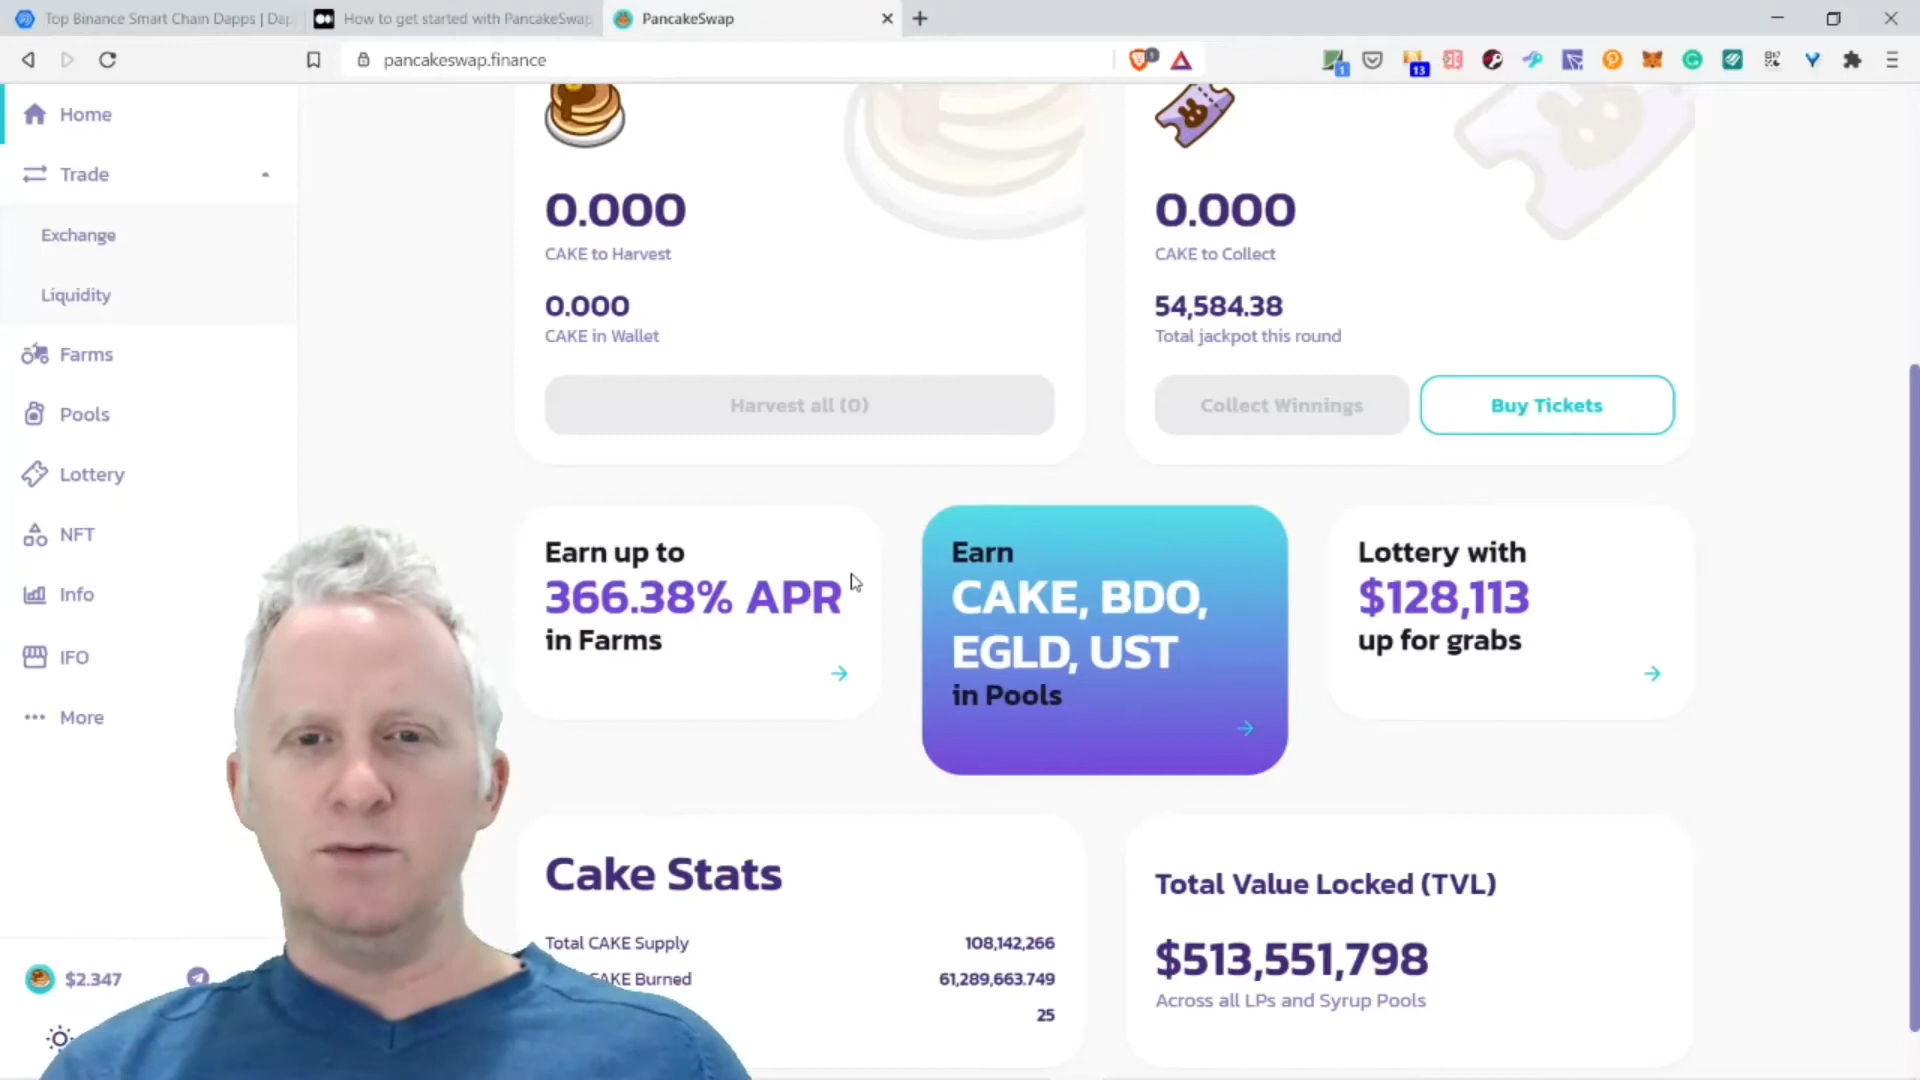 Top Binance Smart Chain Dapps | Dap
How to get started with PancakeSwap
PancakeSwap
pancakeswap.finance
1
1
13
Home
Trade
Exchange
Liquidity
Farms
Pools
Lottery
NFT
Info
IFO
More
$2.347
0.000
CAKE to Harvest
0.000
CAKE in Wallet
Harvest all (0)
0.000
CAKE to Collect
54,584.38
Total jackpot this round
Collect Winnings
Buy Tickets
Earn up to
366.38% APR
in Farms
Earn
CAKE, BDO,
EGLD, UST
in Pools
Lottery with
$128,113
up for grabs
Cake Stats
Total CAKE Supply 108,142,266
CAKE Burned 61,289,663.749
25
Total Value Locked (TVL)
$513,551,798
Across all LPs and Syrup Pools